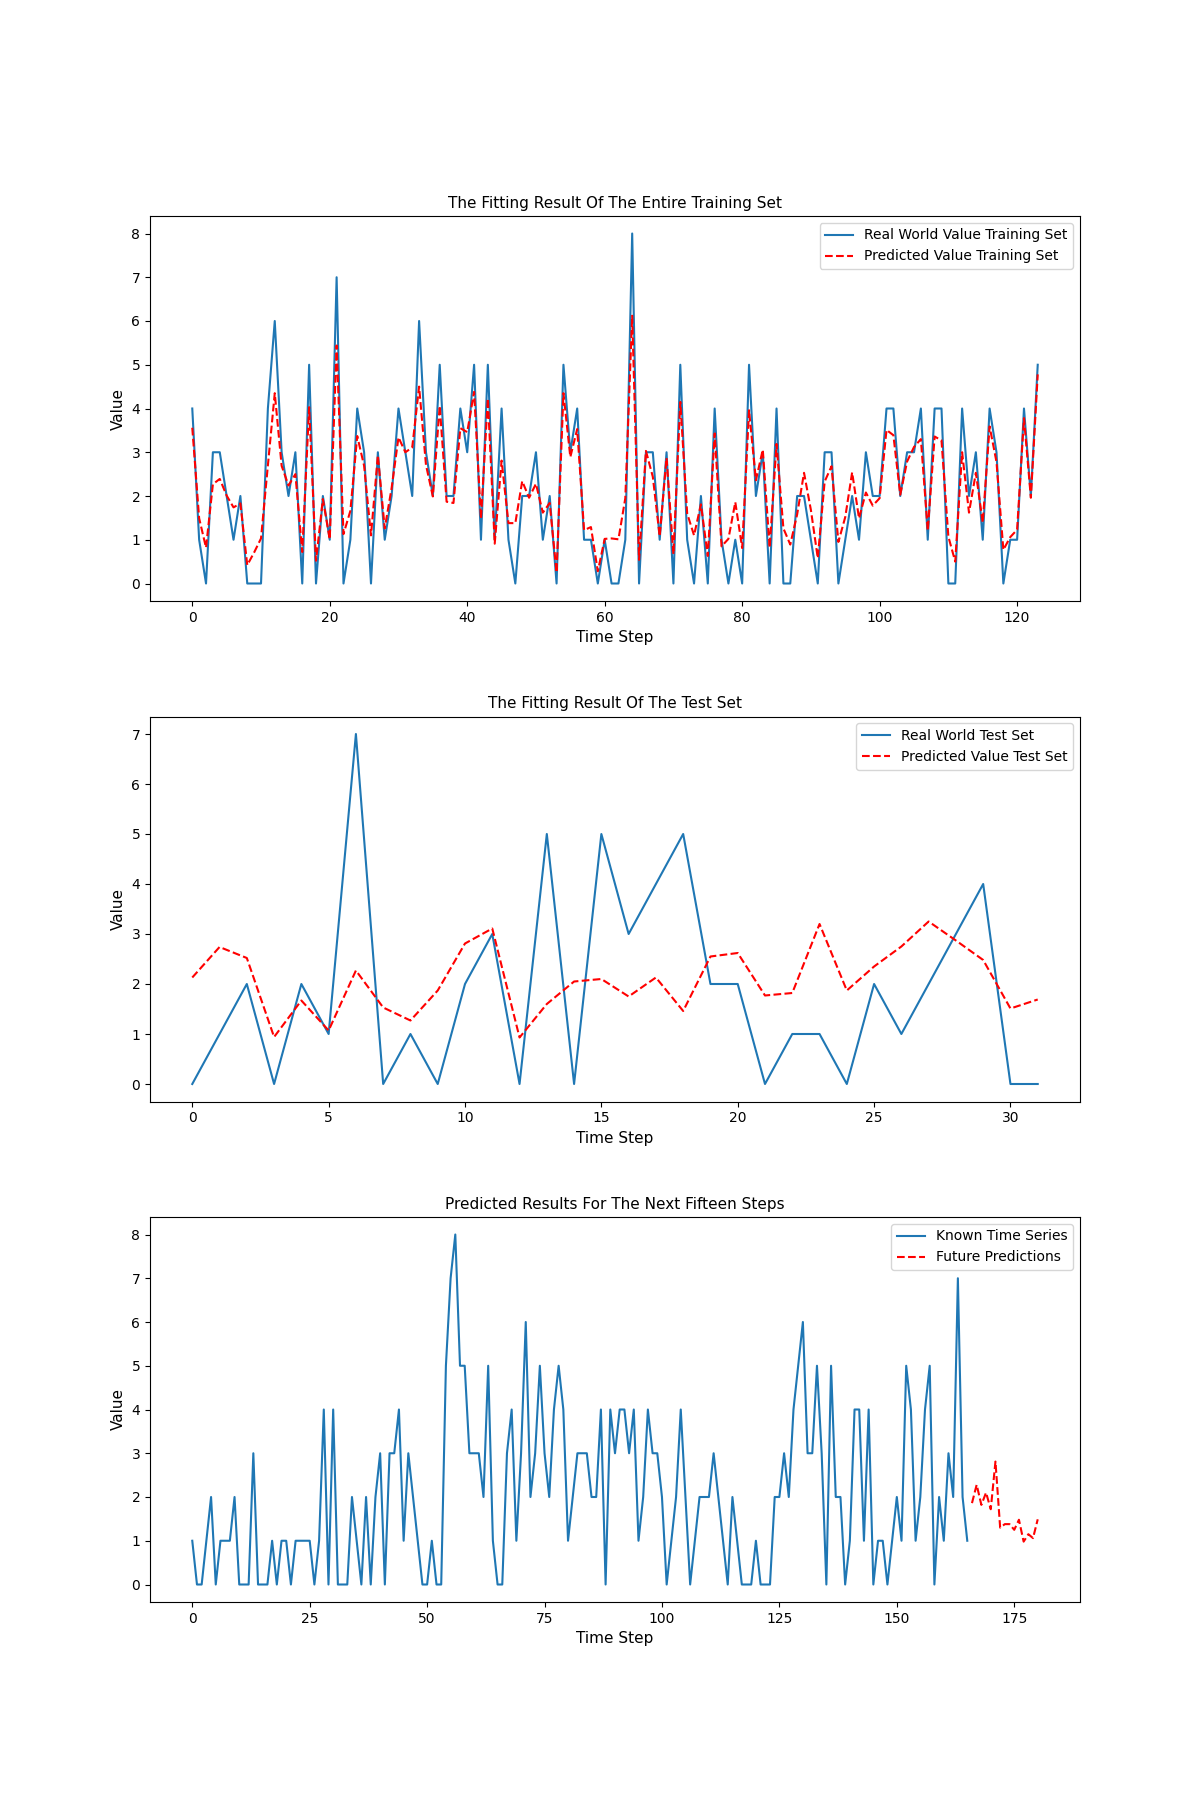 The Fitting Result Of The Entire Training Set
8
7
6
5
4
3
2
1
0
Value
Real World Value Training Set
Predicted Value Training Set
0 20 40 60 80 100 120
Time Step
The Fitting Result Of The Test Set
7
6
5
4
3
2
1
0
Value
Real World Test Set
Predicted Value Test Set
0 5 10 15 20 25 30
Time Step
Predicted Results For The Next Fifteen Steps
8
7
6
5
4
3
2
1
0
Value
Known Time Series
Future Predictions
0 25 50 75 100 125 150 175
Time Step